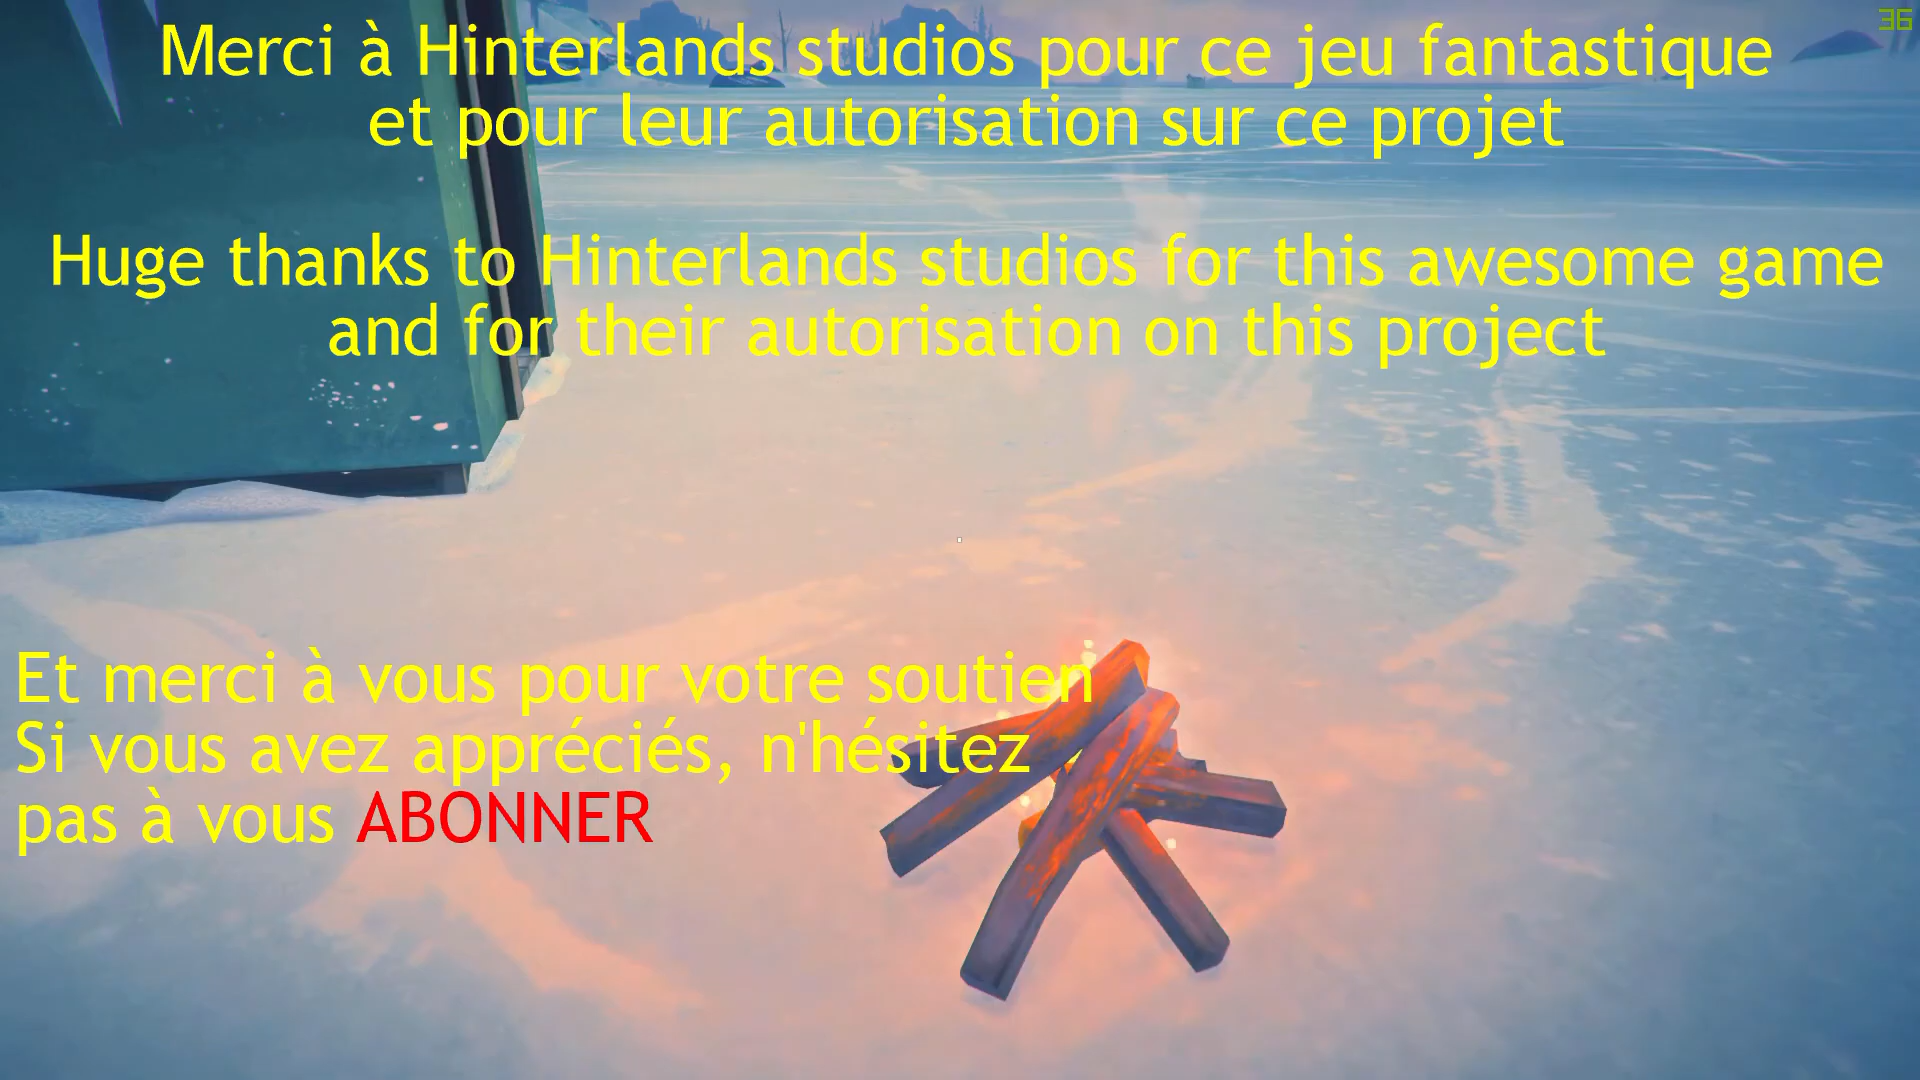 36
Merci à Hinterlands studios pour ce jeu fantastique
et pour leur autorisation sur ce projet
Huge thanks to Hinterlands studios for this awesome game
and for their autorisation on this project
Et merci à vous pour votre soutien
Si vous avez appréciés, n'hésitez
pas à vous ABONNER